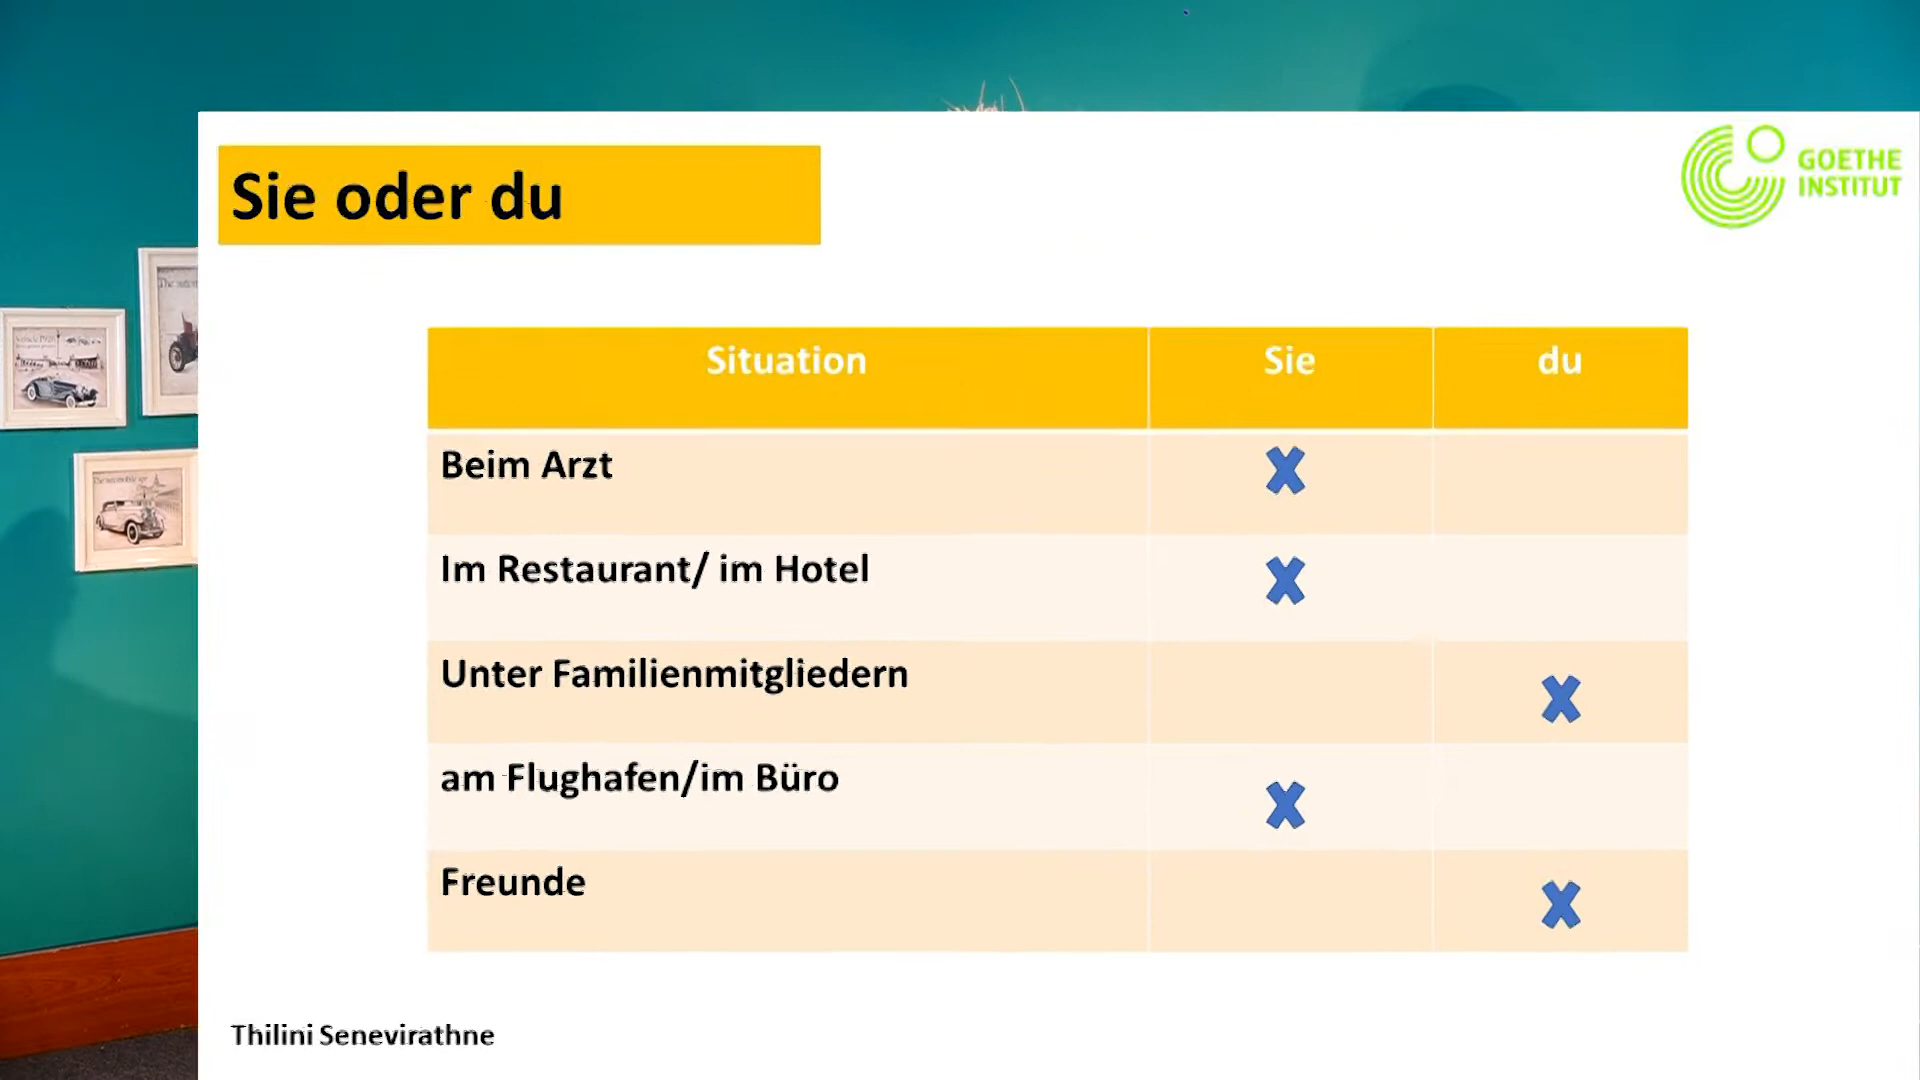 Sie oder du
GOETHE
INSTITUT
Situation Sie du
Beim Arzt
Im Restaurant/ im Hotel
Unter Familienmitgliedern
am Flughafen/im Büro
Freunde
Thilini Senevirathne